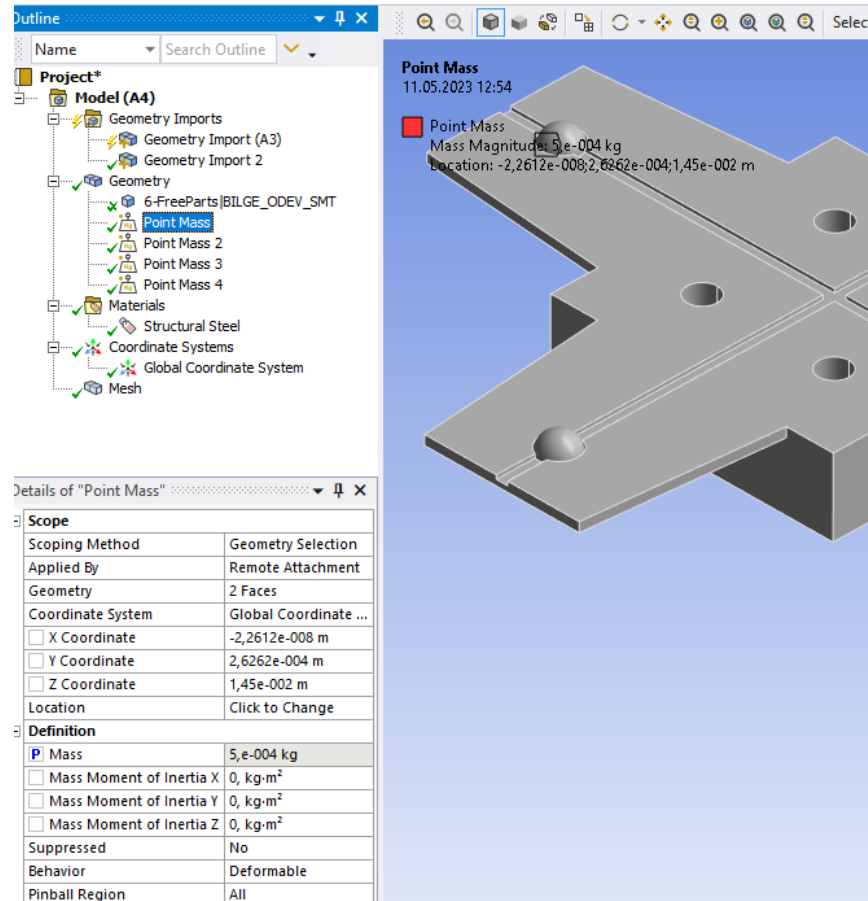 Outline
Name Search Outline
Selec
Project*
Model (A4)
Geometry Imports
Geometry Import (A3)
Geometry Import 2
Geometry
6-FreeParts|BILGE_ODEV_SMT
Point Mass
Point Mass 2
Point Mass 3
Point Mass 4
Materials
Structural Steel
Coordinate Systems
Global Coordinate System
Mesh
Point Mass
11.05.2023 12:54
Point Mass
Mass Magnitude: 5,e-004 kg
Location: -2,2612e-008;2,6262e-004;1,45e-002 m
Details of "Point Mass"
Scope
Scoping Method Geometry Selection
Applied By Remote Attachment
Geometry 2 Faces
Coordinate System Global Coordinate ...
X Coordinate -2,2612e-008 m
Y Coordinate 2,6262e-004 m
Z Coordinate 1,45e-002 m
Location Click to Change
Definition
P Mass 5,e-004 kg
Mass Moment of Inertia X 0, kg·m²
Mass Moment of Inertia Y 0, kg·m²
Mass Moment of Inertia Z 0, kg·m²
Suppressed No
Behavior Deformable
Pinball Region All